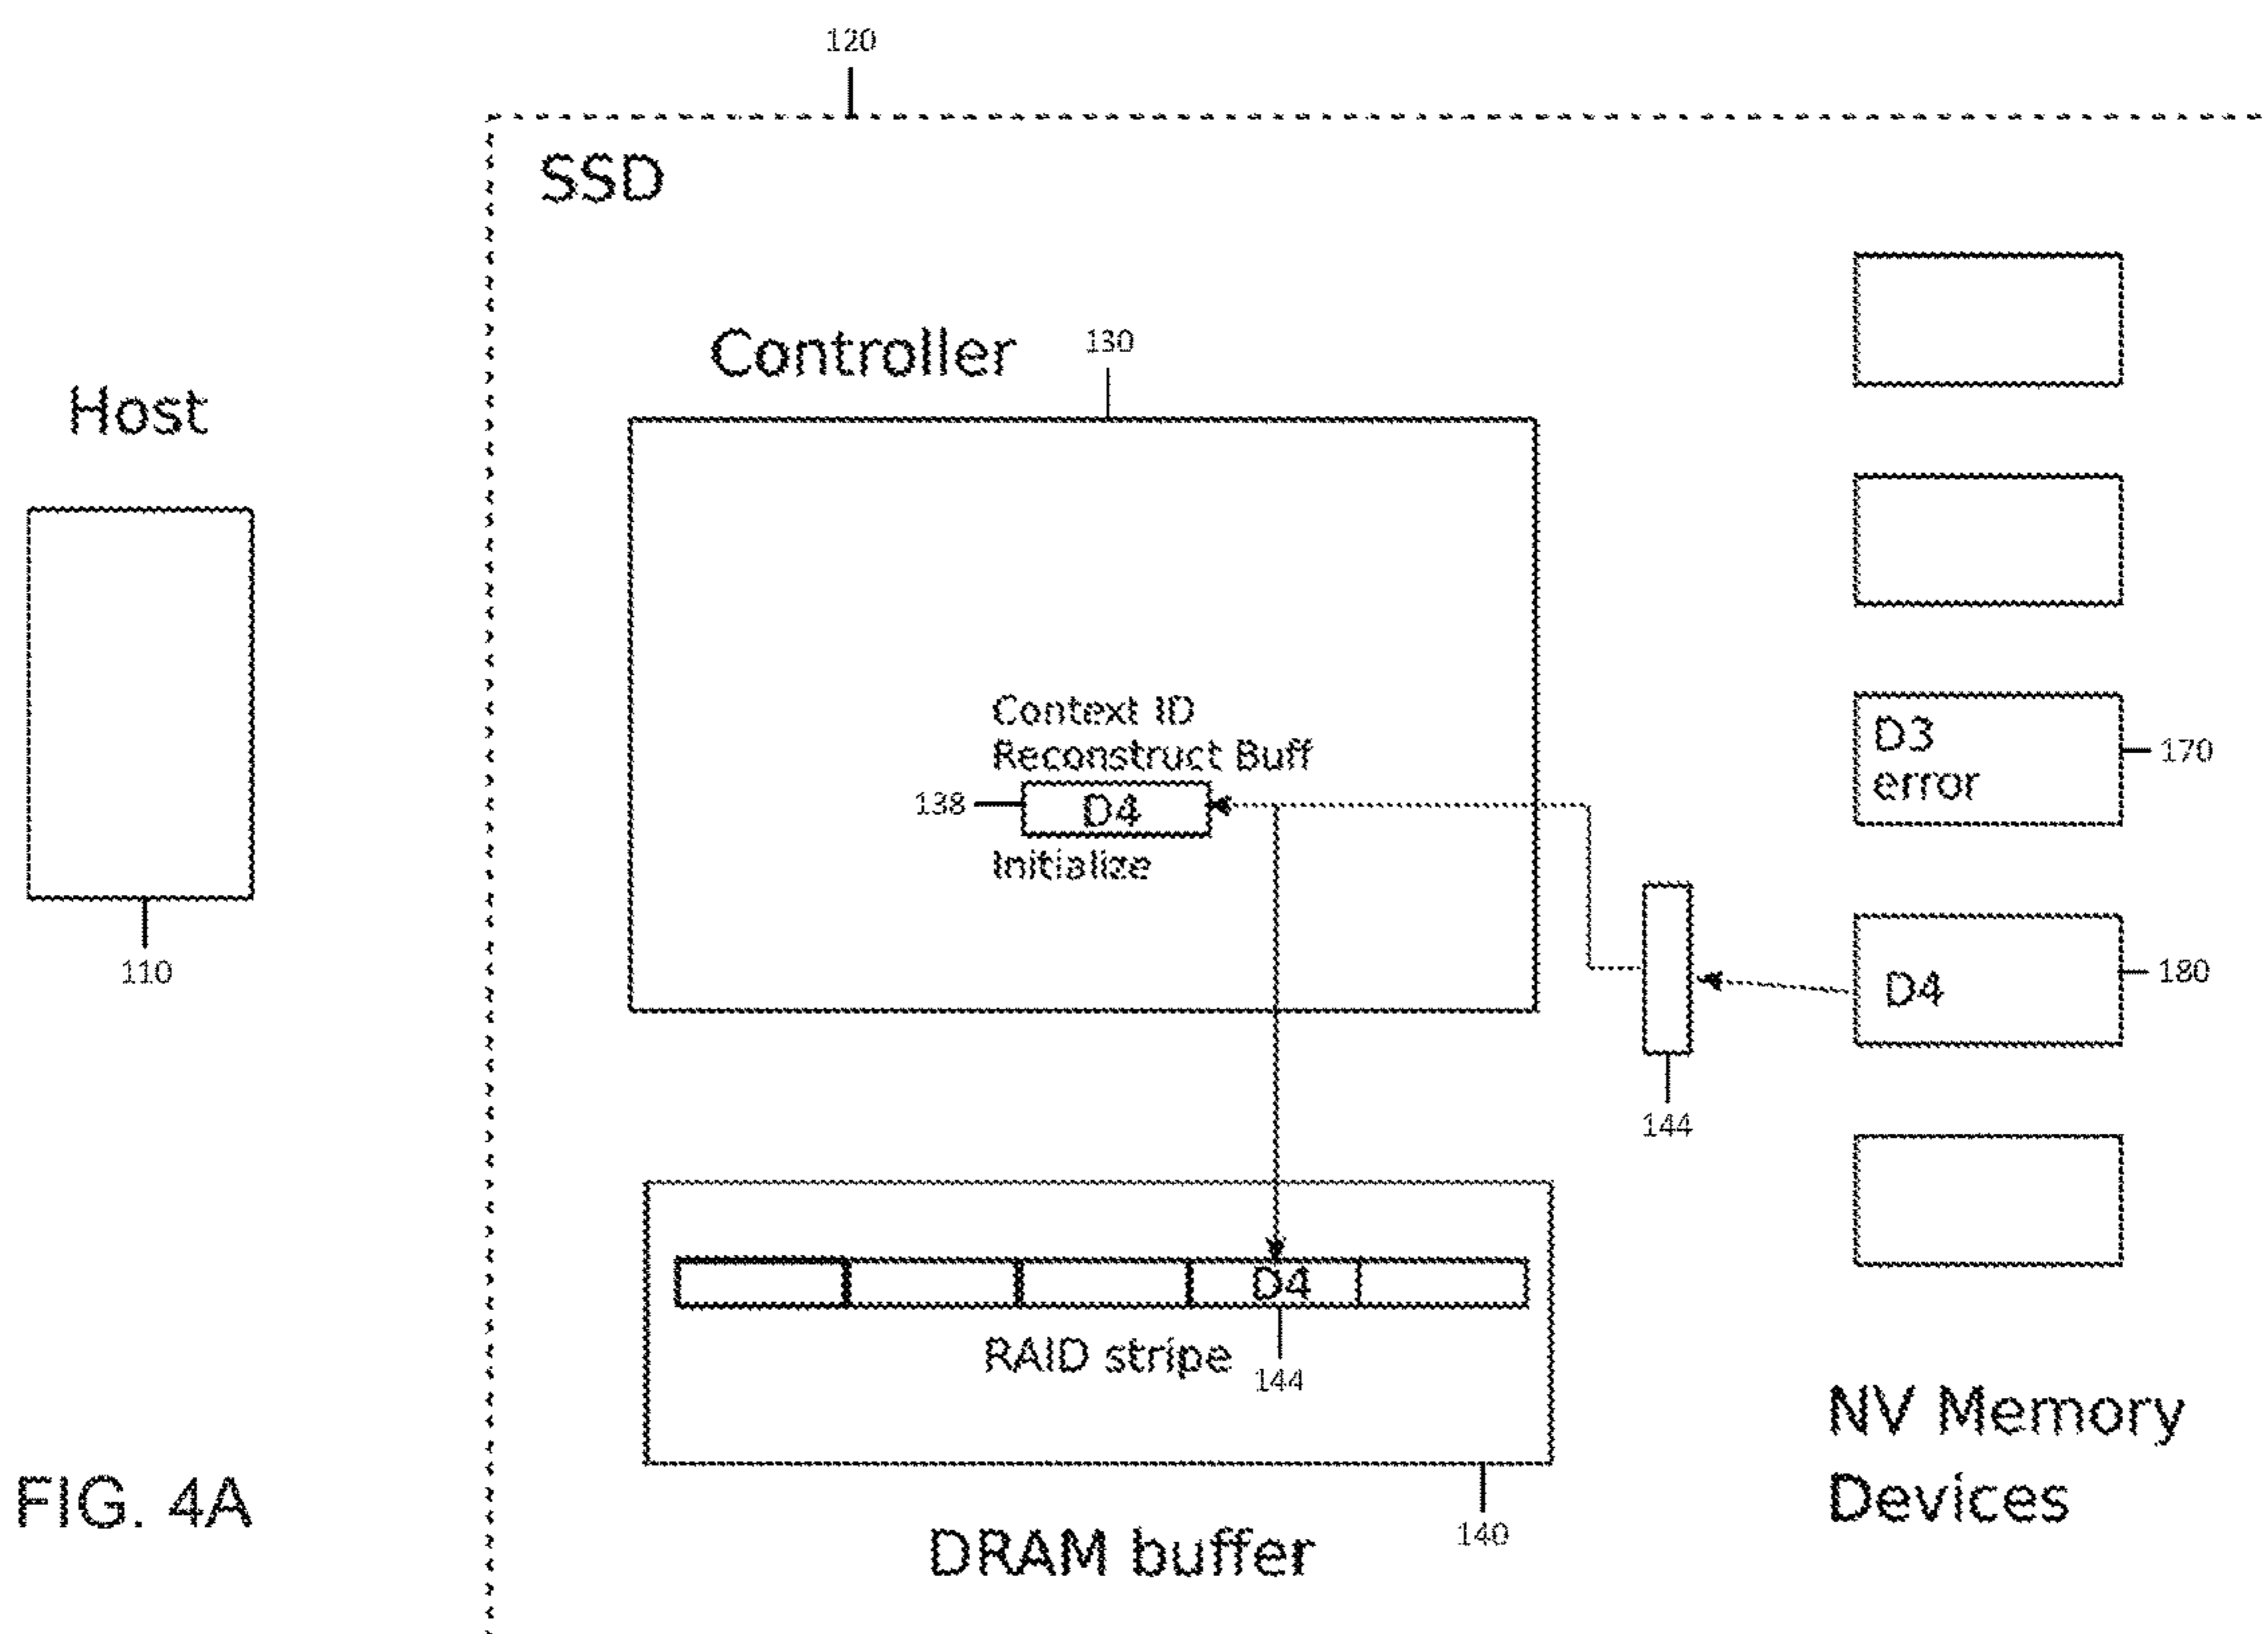 120
SSD
Controller
130
Host
110
Context ID
Reconstruct Buff
138
D4
Initialize
D3
error
170
D4
180
144
D4
RAID stripe
144
140
DRAM buffer
NV Memory
Devices
FIG. 4A